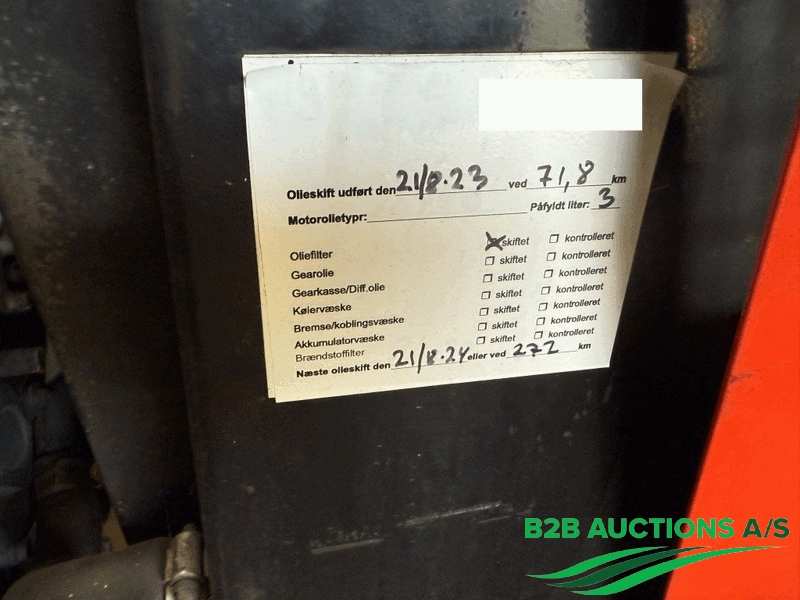 Olieskift udført den 21/8-23 ved 71,8 km
Motorolietypr: Påfyldt liter: 3
Oliefilter skiftet kontrolleret
Gearolie skiftet kontrolleret
Gearkasse/Diff.olie skiftet kontrolleret
Køiervæske skiftet kontrolleret
Bremse/koblingsvæske skiftet kontrolleret
Akkumulatorvæske skiftet kontrolleret
Brændstoffilter skiftet kontrolleret
Næste olieskift den 21/8-24 eller ved 272 km
B2B AUCTIONS A/S